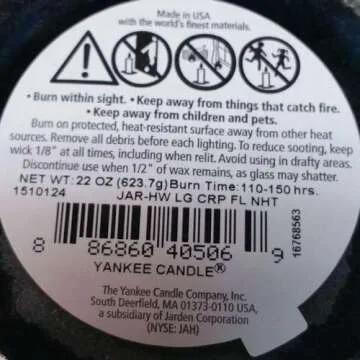 Made in USA
with the world's finest materials.
• Burn within sight. • Keep away from things that catch fire.
• Keep away from children and pets.
Burn on protected, heat-resistant surface away from other heat
sources. Remove all debris before each lighting. To reduce sooting, keep
wick 1/8" at all times, including when relit. Avoid using in drafty areas.
Discontinue use when 1/2" of wax remains, as glass may shatter.
NET WT: 22 OZ (623.7g) Burn Time: 110-150 hrs.
1510124 JAR-HW LG CRP FL NHT
16768563
8 86860 40506 9
YANKEE CANDLE®
The Yankee Candle Company, Inc.
South Deerfield, MA 01373-0110 USA,
a subsidiary of Jarden Corporation
(NYSE: JAH)